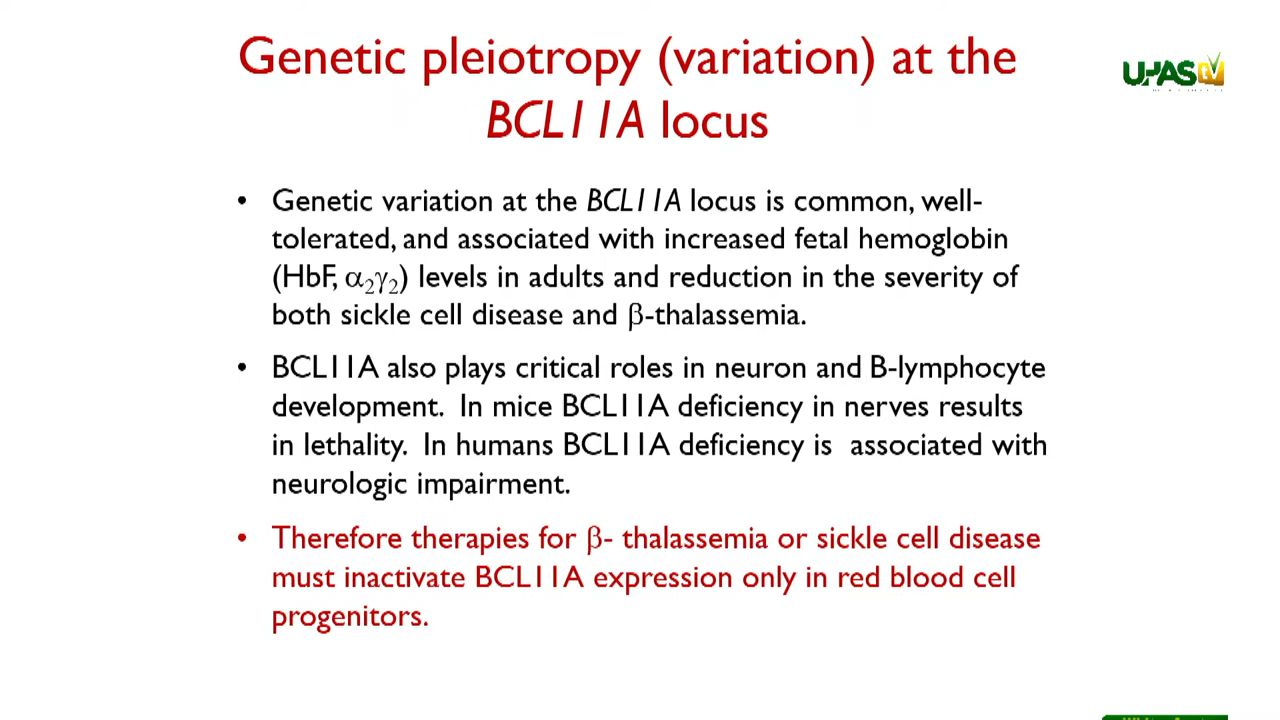 Genetic pleiotropy (variation) at the
BCL11A locus
UPAS TV
• Genetic variation at the BCL11A locus is common, well-
tolerated, and associated with increased fetal hemoglobin
(HbF, α₂γ₂) levels in adults and reduction in the severity of
both sickle cell disease and β-thalassemia.
• BCL11A also plays critical roles in neuron and B-lymphocyte
development. In mice BCL11A deficiency in nerves results
in lethality. In humans BCL11A deficiency is associated with
neurologic impairment.
• Therefore therapies for β- thalassemia or sickle cell disease
must inactivate BCL11A expression only in red blood cell
progenitors.